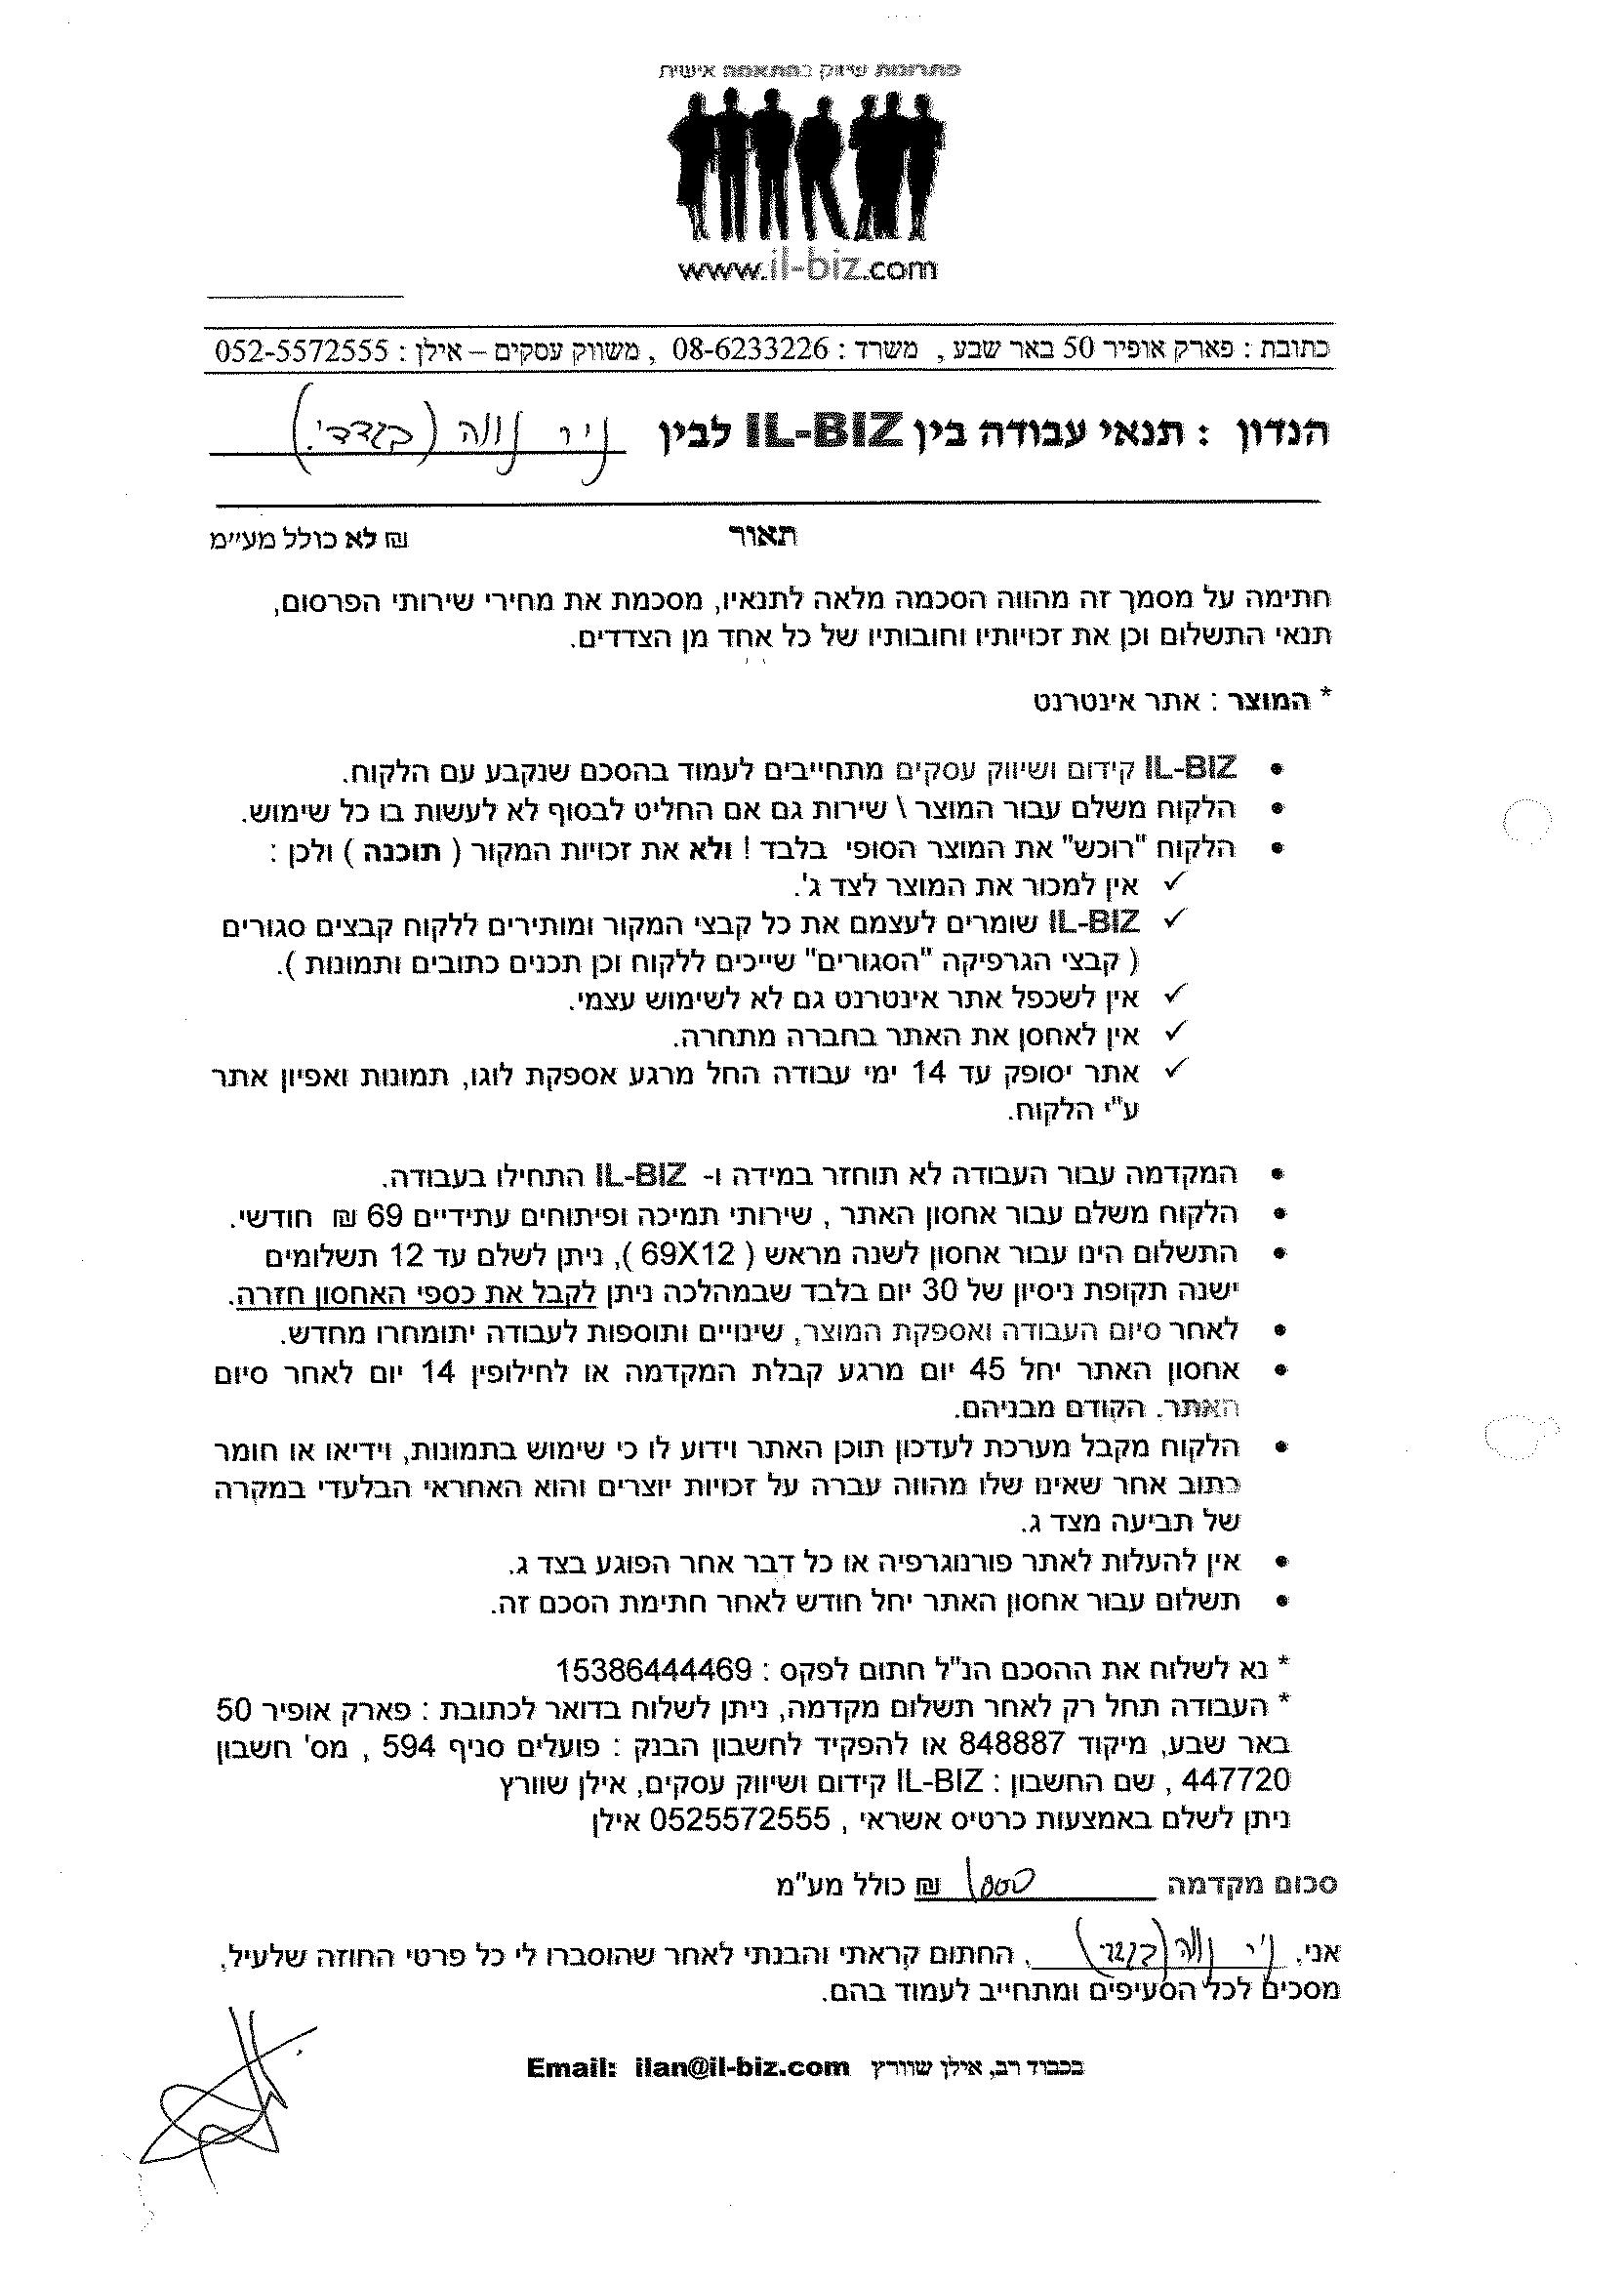 פתרונות שיווק בהתאמה אישית
www.il-biz.com
כתובת : פארק אופיר 50 באר שבע , משרד : 08-6233226 , משווק עסקים – אילן : 052-5572555
הנדון : תנאי עבודה בין IL-BIZ לבין ניר
תאור ₪ לא כולל מע״מ
חתימה על מסמך זה מהווה הסכמה מלאה לתנאיו, מסכמת את מחירי שירותי הפרסום,
תנאי התשלום וכן את זכויותיו וחובותיו של כל אחד מן הצדדים.
* המוצר : אתר אינטרנט
• IL-BIZ קידום ושיווק עסקים מתחייבים לעמוד בהסכם שנקבע עם הלקוח.
• הלקוח משלם עבור המוצר \ שירות גם אם החליט לבסוף לא לעשות בו כל שימוש.
• הלקוח "רוכש" את המוצר הסופי בלבד ! ולא את זכויות המקור ( תוכנה ) ולכן :
✓ אין למכור את המוצר לצד ג'.
✓ IL-BIZ שומרים לעצמם את כל קבצי המקור ומותירים ללקוח קבצים סגורים
( קבצי הגרפיקה "הסגורים" שייכים ללקוח וכן תכנים כתובים ותמונות ).
✓ אין לשכפל אתר אינטרנט גם לא לשימוש עצמי.
✓ אין לאחסן את האתר בחברה מתחרה.
✓ אתר יסופק עד 14 ימי עבודה החל מרגע אספקת לוגו, תמונות ואפיון אתר
ע"י הלקוח.
• המקדמה עבור העבודה לא תוחזר במידה ו- IL-BIZ התחילו בעבודה.
• הלקוח משלם עבור אחסון האתר , שירותי תמיכה ופיתוחים עתידיים 69 ₪ חודשי.
• התשלום הינו עבור אחסון לשנה מראש ( 69X12 ), ניתן לשלם עד 12 תשלומים
ישנה תקופת ניסיון של 30 יום בלבד שבמהלכה ניתן לקבל את כספי האחסון חזרה.
• לאחר סיום העבודה ואספקת המוצר, שינויים ותוספות לעבודה יתומחרו מחדש.
• אחסון האתר יחל 45 יום מרגע קבלת המקדמה או לחילופין 14 יום לאחר סיום
האתר. הקודם מבניהם.
• הלקוח מקבל מערכת לעדכון תוכן האתר וידוע לו כי שימוש בתמונות, וידיאו או חומר
כתוב אחר שאינו שלו מהווה עברה על זכויות יוצרים והוא האחראי הבלעדי במקרה
של תביעה מצד ג.
• אין להעלות לאתר פורנוגרפיה או כל דבר אחר הפוגע בצד ג.
• תשלום עבור אחסון האתר יחל חודש לאחר חתימת הסכם זה.
* נא לשלוח את ההסכם הנ"ל חתום לפקס : 15386444469
* העבודה תחל רק לאחר תשלום מקדמה, ניתן לשלוח בדואר לכתובת : פארק אופיר 50
באר שבע, מיקוד 848887 או להפקיד לחשבון הבנק : פועלים סניף 594 , מס' חשבון
447720 , שם החשבון : IL-BIZ קידום ושיווק עסקים, אילן שוורץ
ניתן לשלם באמצעות כרטיס אשראי , 0525572555 אילן
סכום מקדמה 1000 ₪ כולל מע"מ
אני, ניר , החתום קראתי והבנתי לאחר שהוסברו לי כל פרטי החוזה שלעיל,
מסכים לכל הסעיפים ומתחייב לעמוד בהם.
בכבוד רב, אילן שוורץ Email: ilan@il-biz.com